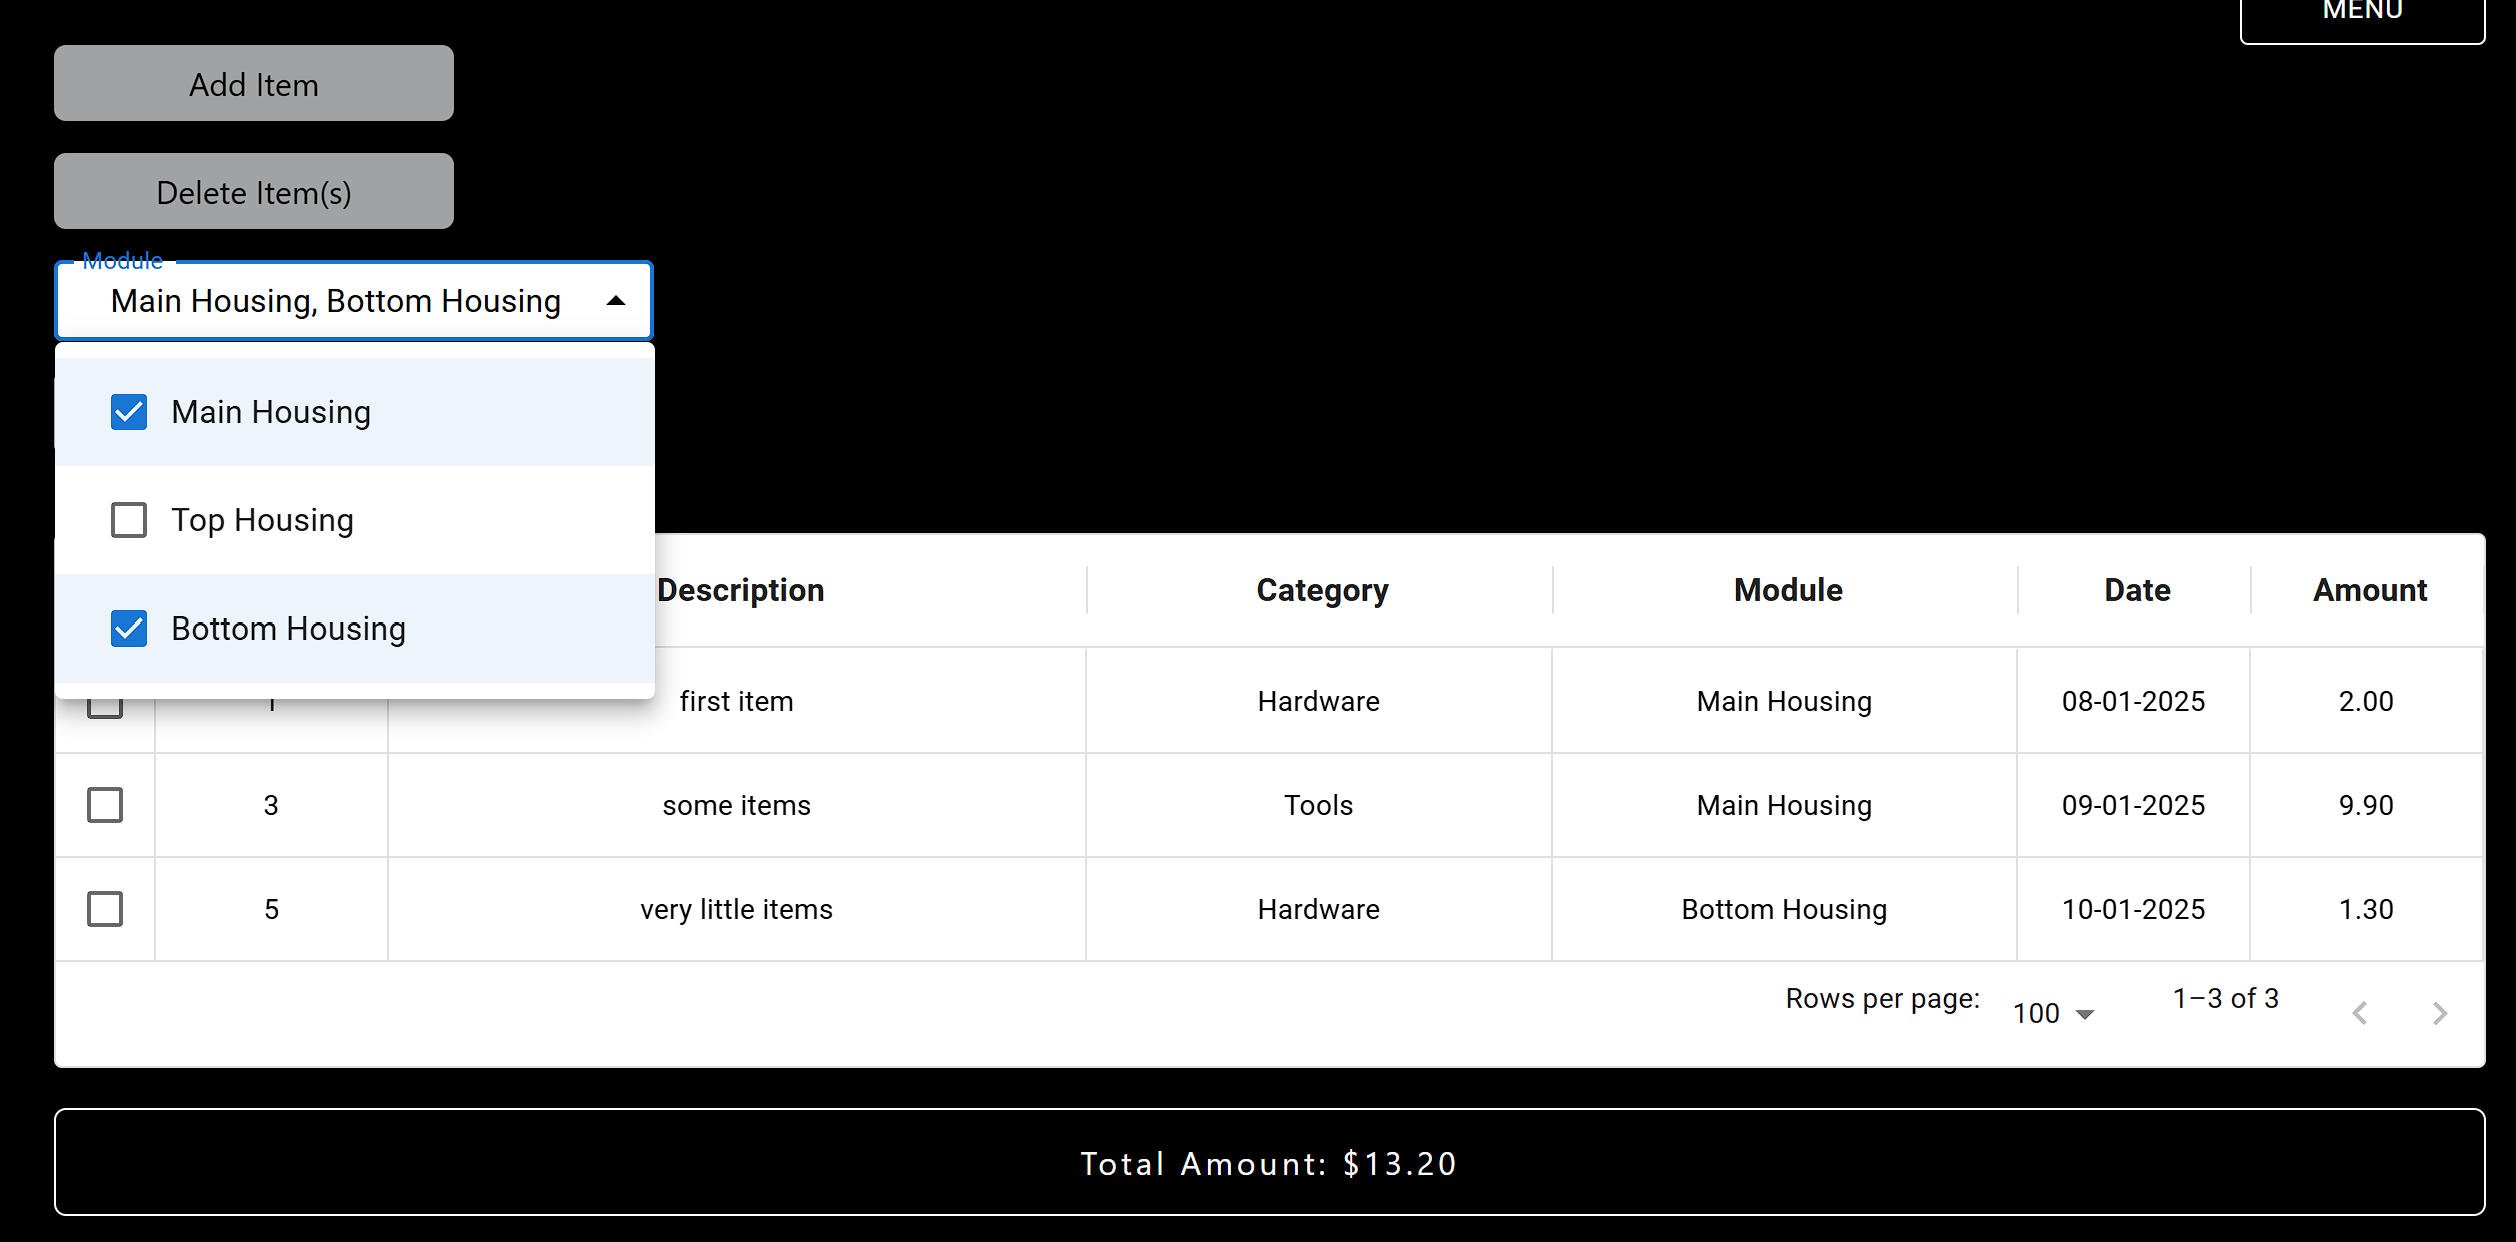 MENU
Add Item
Delete Item(s)
Module
Main Housing, Bottom Housing
Main Housing
Top Housing
Bottom Housing
Description Category Module Date Amount
1 first item Hardware Main Housing 08-01-2025 2.00
3 some items Tools Main Housing 09-01-2025 9.90
5 very little items Hardware Bottom Housing 10-01-2025 1.30
Rows per page: 100 1–3 of 3
Total Amount: $13.20